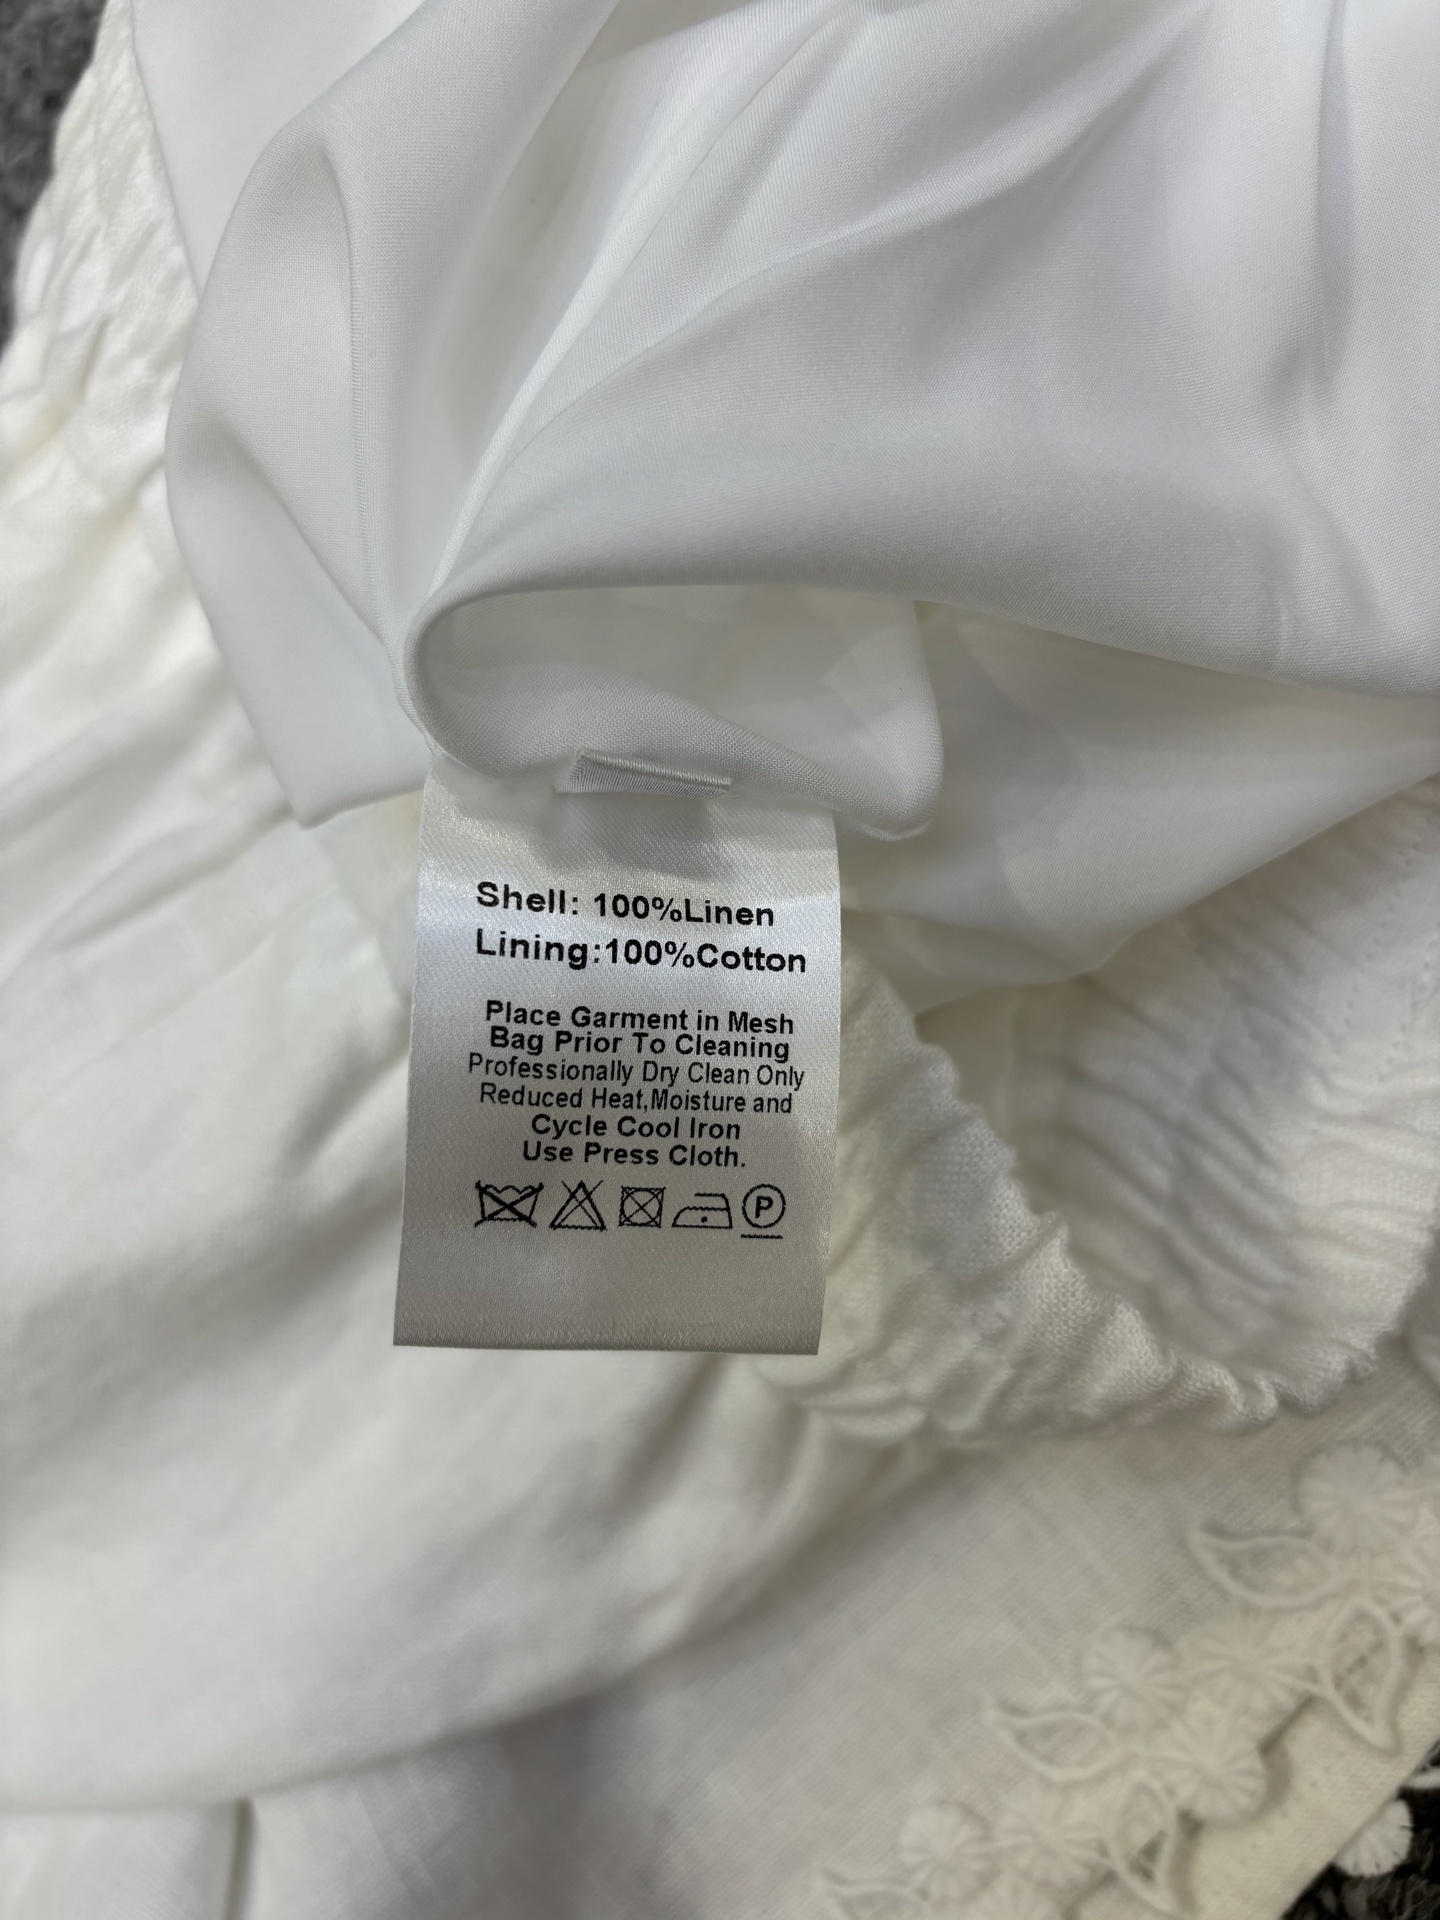 Shell: 100%Linen
Lining:100%Cotton
Place Garment in Mesh
Bag Prior To Cleaning
Professionally Dry Clean Only
Reduced Heat,Moisture and
Cycle Cool Iron
Use Press Cloth.
P